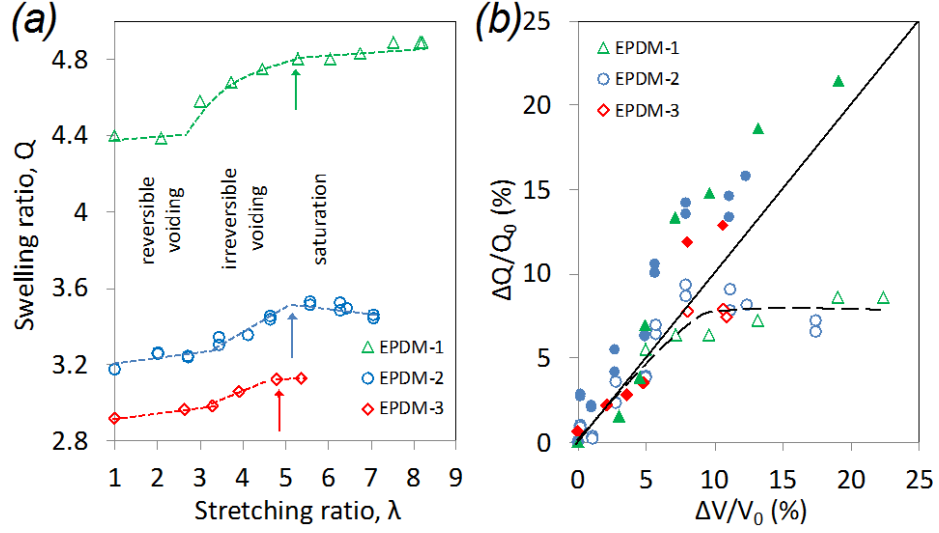 (a)
Swelling ratio, Q
4.8
4.4
4
3.6
3.2
2.8
reversible
voiding
irreversible
voiding
saturation
EPDM-1
EPDM-2
EPDM-3
1 2 3 4 5 6 7 8 9
Stretching ratio, λ
(b)
ΔQ/Q₀ (%)
25
20
15
10
5
0
EPDM-1
EPDM-2
EPDM-3
0 5 10 15 20 25
ΔV/V₀ (%)